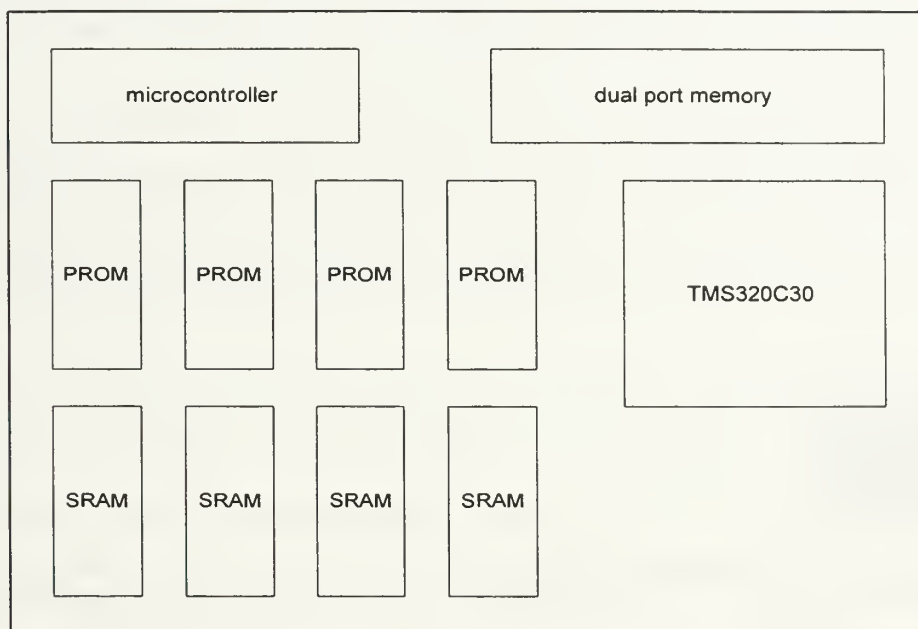 microcontroller
dual port memory
PROM
PROM
PROM
PROM
TMS320C30
SRAM
SRAM
SRAM
SRAM